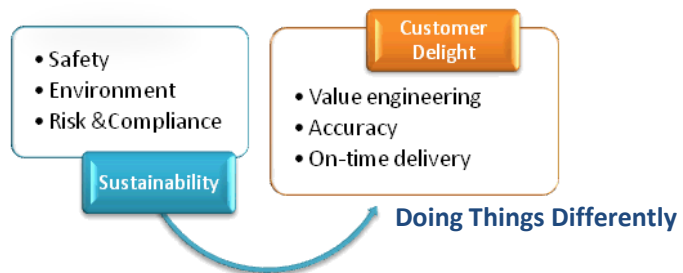 • Safety
• Environment
• Risk &Compliance
Sustainability
Customer
Delight
• Value engineering
• Accuracy
• On-time delivery
Doing Things Differently